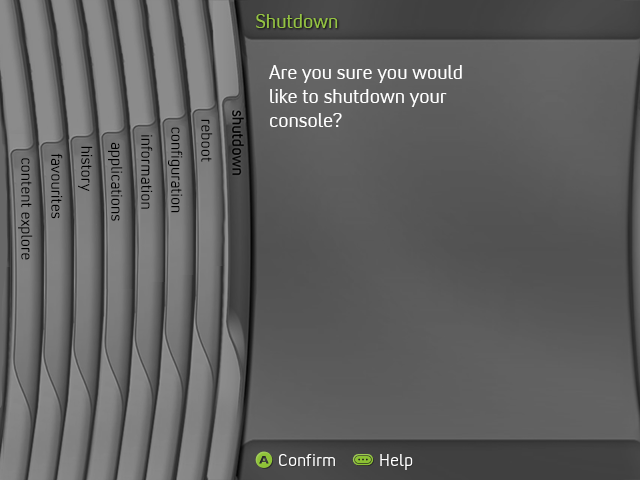 Shutdown
Are you sure you would
like to shutdown your
console?
content explore
favourites
history
applications
information
configuration
reboot
shutdown
A Confirm Help